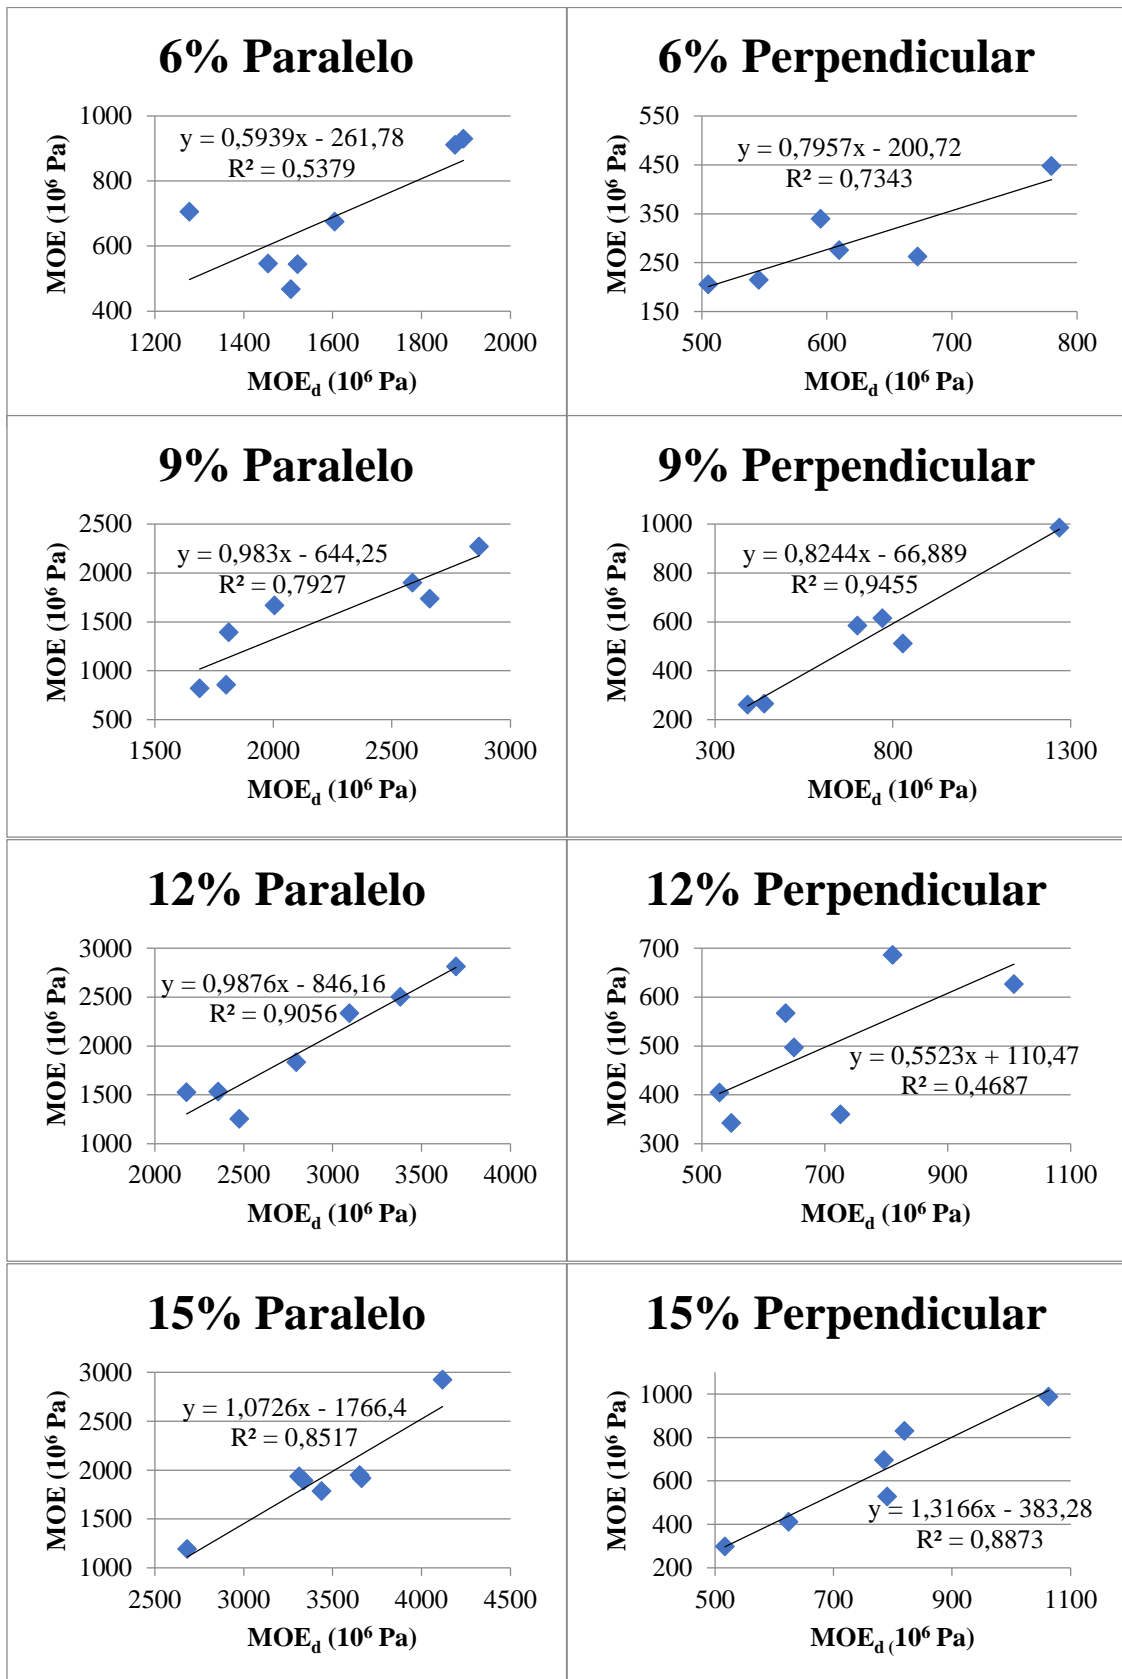 6% Paralelo
1000
800
600
400
y = 0,5939x - 261,78
R² = 0,5379
MOE (10⁶ Pa)
1200 1400 1600 1800 2000
MOEd (10⁶ Pa)
6% Perpendicular
550
450
350
250
150
y = 0,7957x - 200,72
R² = 0,7343
MOE (10⁶ Pa)
500 600 700 800
MOEd (10⁶ Pa)
9% Paralelo
2500
2000
1500
1000
500
y = 0,983x - 644,25
R² = 0,7927
MOE (10⁶ Pa)
1500 2000 2500 3000
MOEd (10⁶ Pa)
9% Perpendicular
1000
800
600
400
200
y = 0,8244x - 66,889
R² = 0,9455
MOE (10⁶ Pa)
300 800 1300
MOEd (10⁶ Pa)
12% Paralelo
3000
2500
2000
1500
1000
y = 0,9876x - 846,16
R² = 0,9056
MOE (10⁶ Pa)
2000 2500 3000 3500 4000
MOEd (10⁶ Pa)
12% Perpendicular
700
600
500
400
300
y = 0,5523x + 110,47
R² = 0,4687
MOE (10⁶ Pa)
500 700 900 1100
MOEd (10⁶ Pa)
15% Paralelo
3000
2500
2000
1500
1000
y = 1,0726x - 1766,4
R² = 0,8517
MOE (10⁶ Pa)
2500 3000 3500 4000 4500
MOEd (10⁶ Pa)
15% Perpendicular
1000
800
600
400
200
y = 1,3166x - 383,28
R² = 0,8873
MOE (10⁶ Pa)
500 700 900 1100
MOEd (10⁶ Pa)